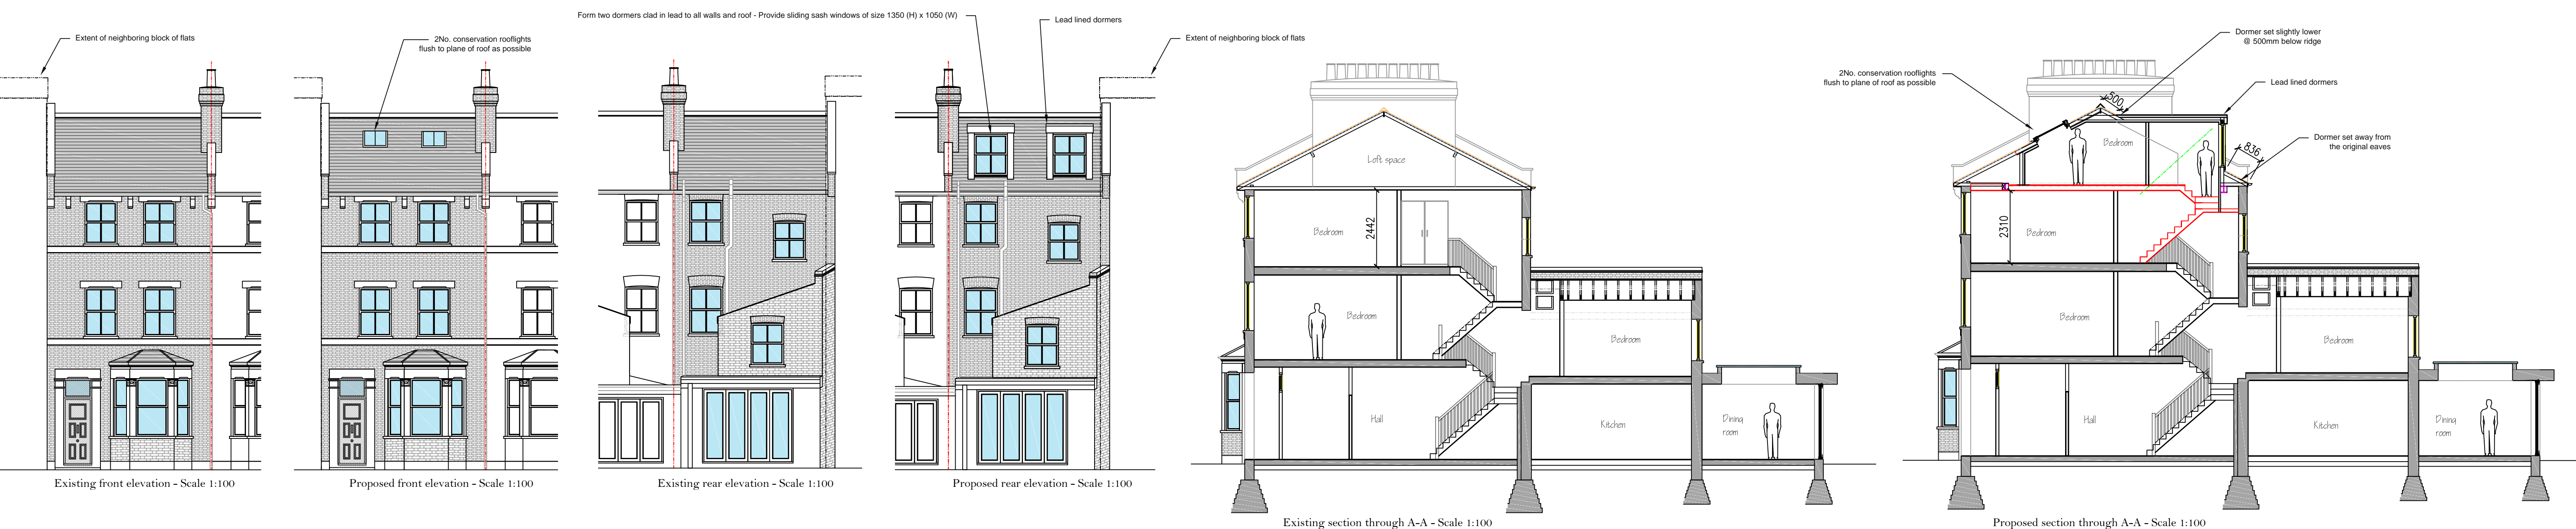 Extent of neighboring block of flats
Existing front elevation - Scale 1:100
2No. conservation rooflights
flush to plane of roof as possible
Proposed front elevation - Scale 1:100
Existing rear elevation - Scale 1:100
Form two dormers clad in lead to all walls and roof - Provide sliding sash windows of size 1350 (H) x 1050 (W)
Lead lined dormers
Extent of neighboring block of flats
Proposed rear elevation - Scale 1:100
Loft space
Bedroom
2442
Bedroom
Bedroom
Hall
Kitchen
Dining
room
Existing section through A-A - Scale 1:100
2No. conservation rooflights
flush to plane of roof as possible
Dormer set slightly lower
@ 500mm below ridge
Lead lined dormers
Dormer set away from
the original eaves
500
836
Bedroom
2310
Bedroom
Bedroom
Bedroom
Hall
Kitchen
Dining
room
Proposed section through A-A - Scale 1:100